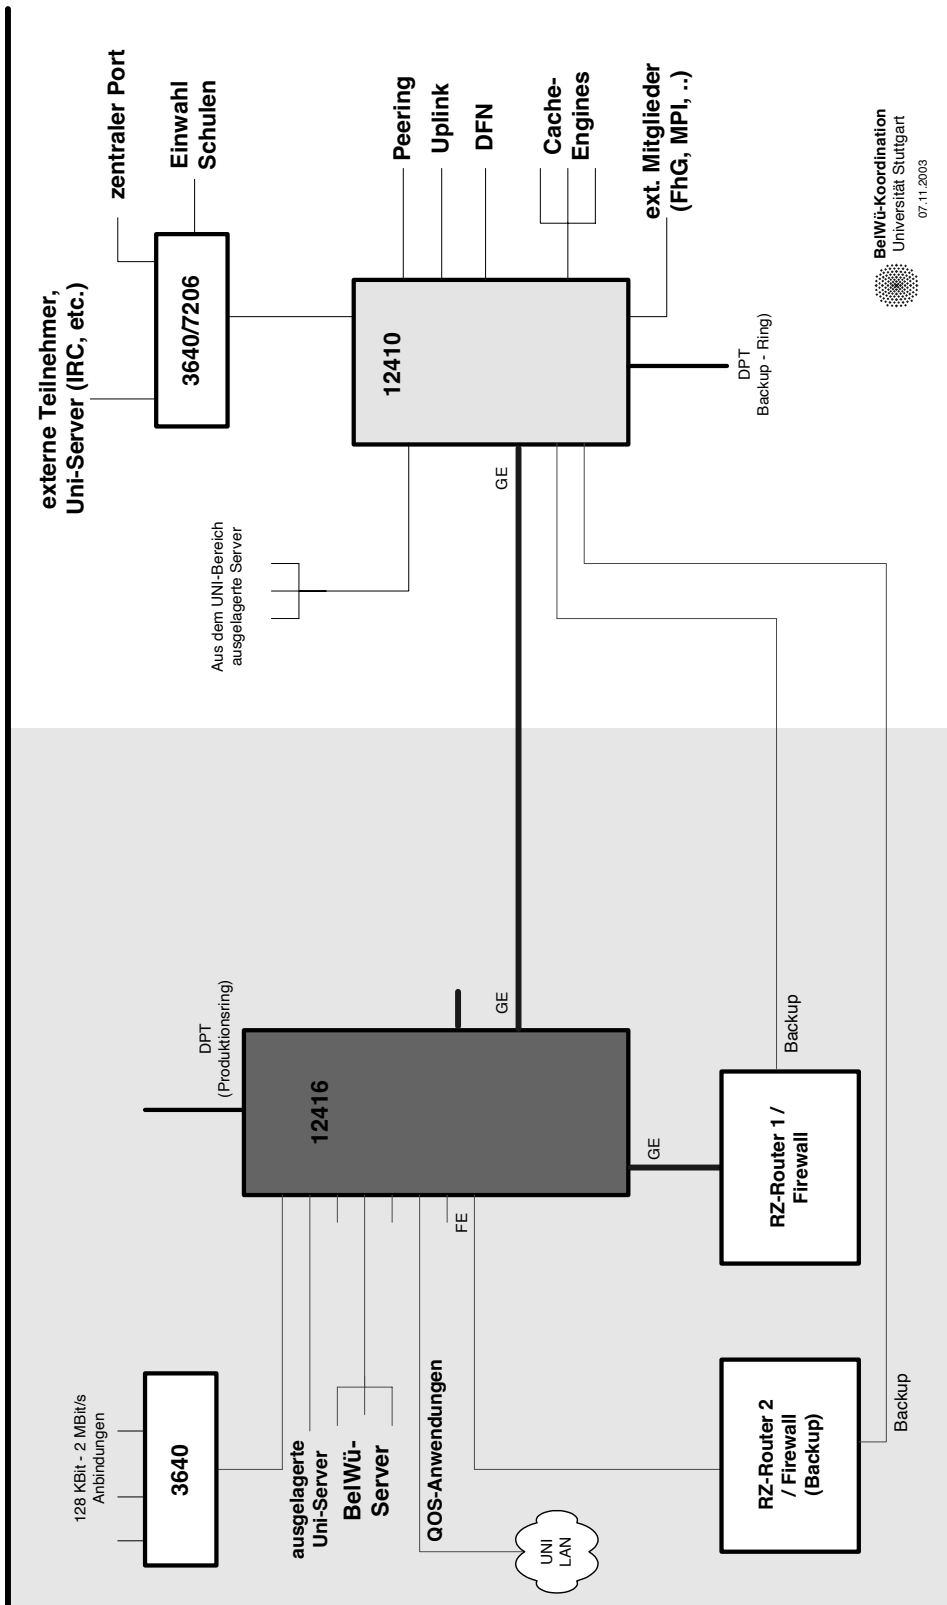 128 KBit - 2 MBit/s
Anbindungen
3640
ausgelagerte
Uni-Server
BelWü-
Server
QOS-Anwendungen
UNI
LAN
RZ-Router 2
/ Firewall
(Backup)
Backup
DPT
(Produktionsring)
12416
FE
GE
GE
RZ-Router 1 /
Firewall
Backup
Aus dem UNI-Bereich
ausgelagerte Server
GE
externe Teilnehmer,
Uni-Server (IRC, etc.)
zentraler Port
Einwahl
Schulen
3640/7206
12410
Peering
Uplink
DFN
Cache-
Engines
ext. Mitglieder
(FhG, MPI, ..)
DPT
Backup - Ring)
BelWü-Koordination
Universität Stuttgart
07.11.2003